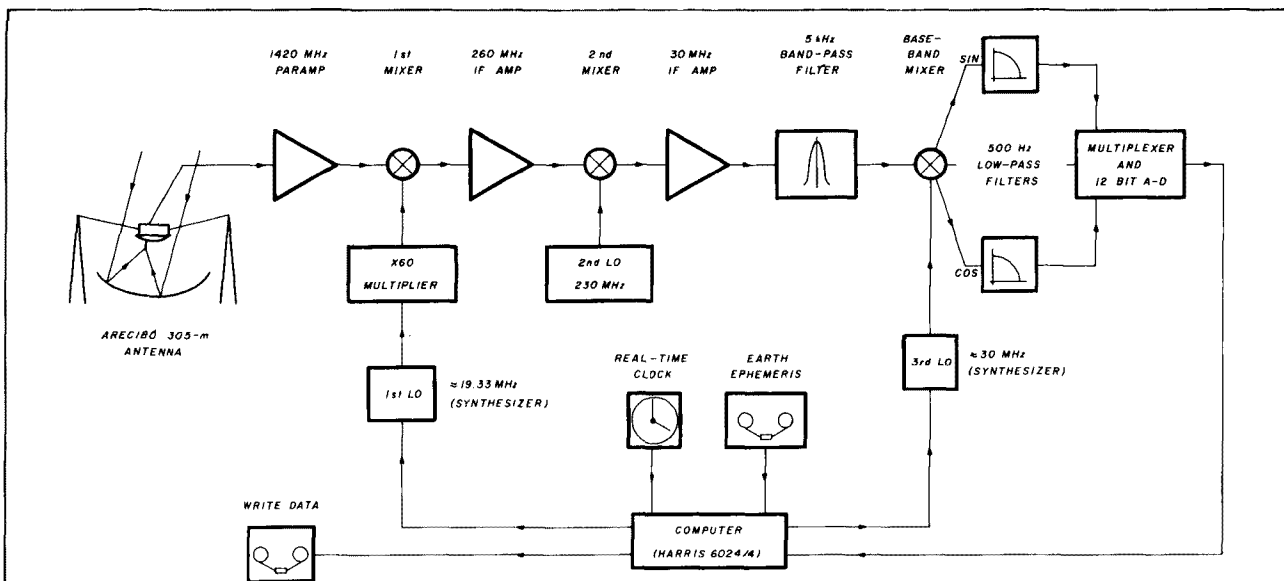 1420 MHz
PARAMP
1st
MIXER
260 MHz
IF AMP
2nd
MIXER
30 MHz
IF AMP
5 kHz
BAND-PASS
FILTER
BASE-
BAND
MIXER
SIN
500 Hz
LOW-PASS
FILTERS
COS
MULTIPLEXER
AND
12 BIT A-D
X60
MULTIPLIER
2nd LO
230 MHz
ARECIBO 305-m
ANTENNA
1st LO
≈19.33 MHz
(SYNTHESIZER)
REAL-TIME
CLOCK
EARTH
EPHEMERIS
3rd LO
≈30 MHz
(SYNTHESIZER)
WRITE DATA
COMPUTER
(HARRIS 6024/4)